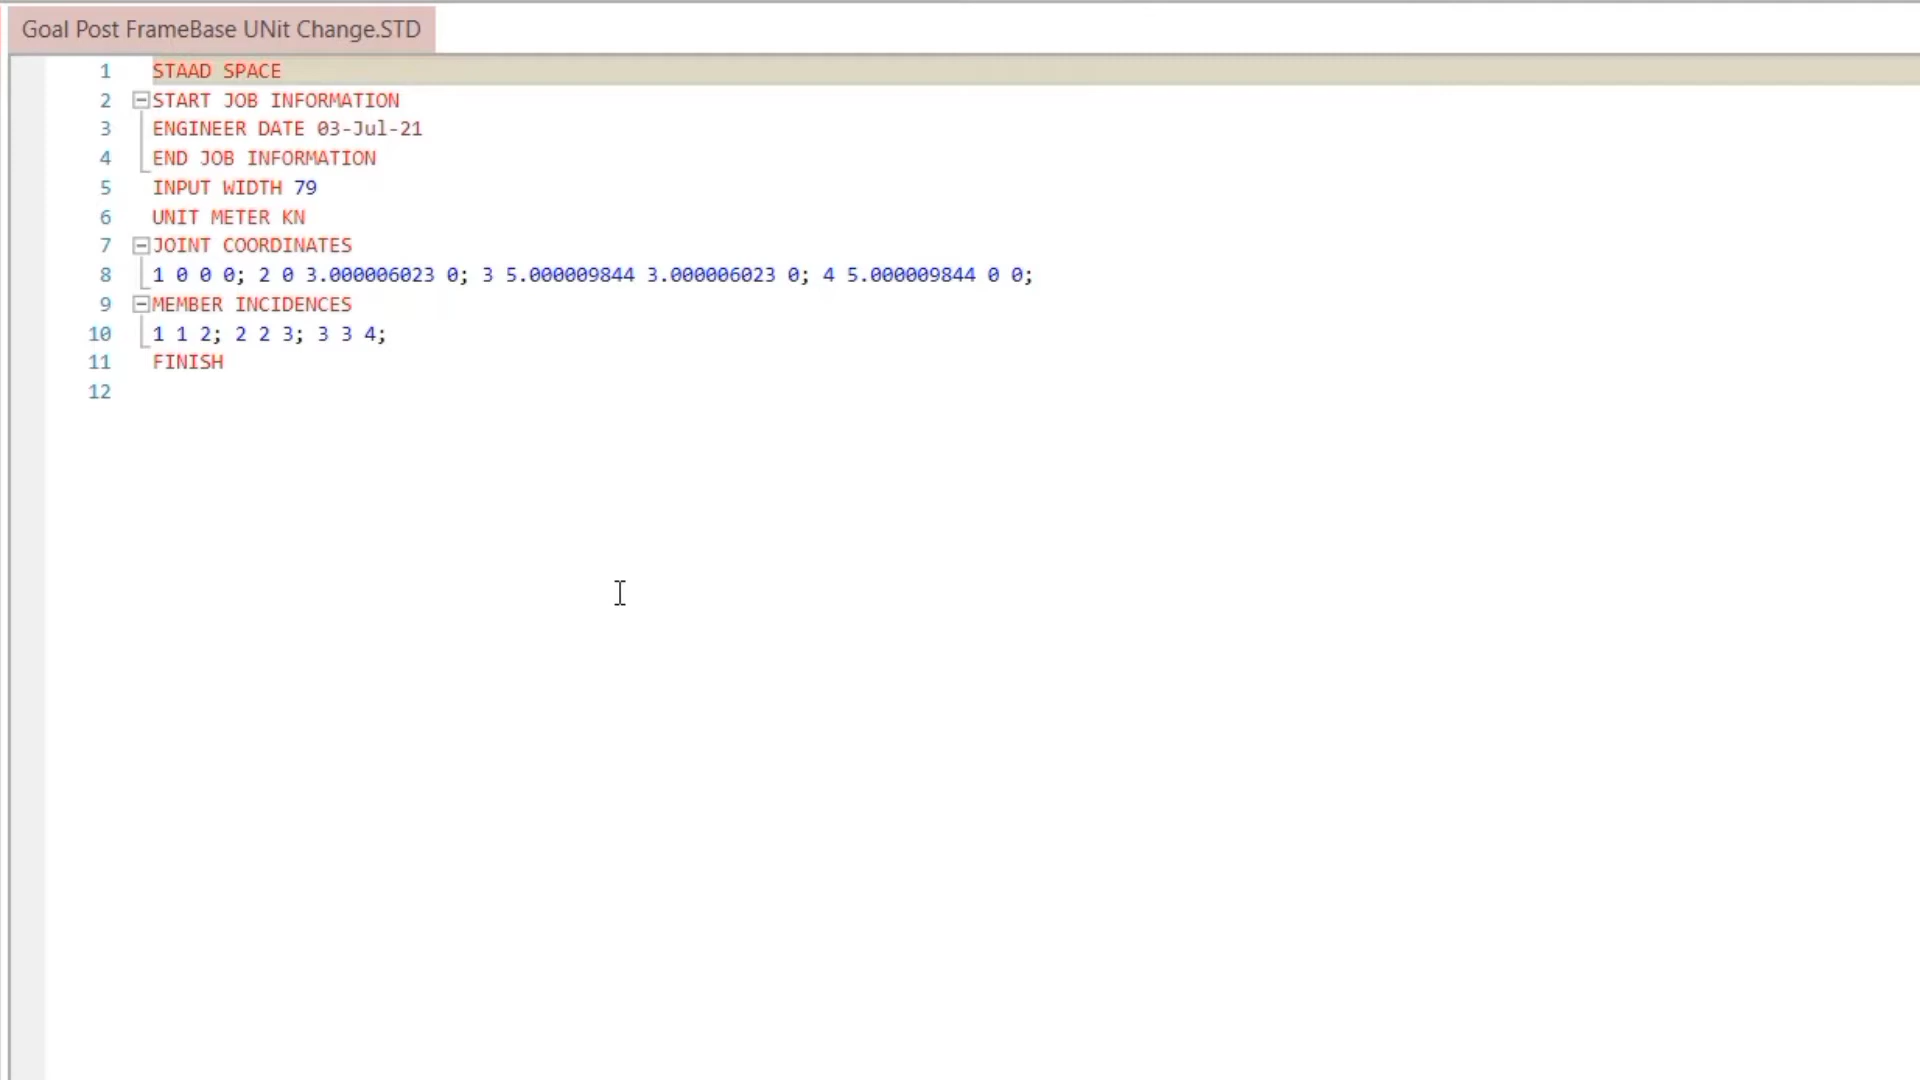 Goal Post FrameBase UNit Change.STD
1 STAAD SPACE
2 START JOB INFORMATION
3 ENGINEER DATE 03-Jul-21
4 END JOB INFORMATION
5 INPUT WIDTH 79
6 UNIT METER KN
7 JOINT COORDINATES
8 1 0 0 0; 2 0 3.000006023 0; 3 5.000009844 3.000006023 0; 4 5.000009844 0 0;
9 MEMBER INCIDENCES
10 1 1 2; 2 2 3; 3 3 4;
11 FINISH
12